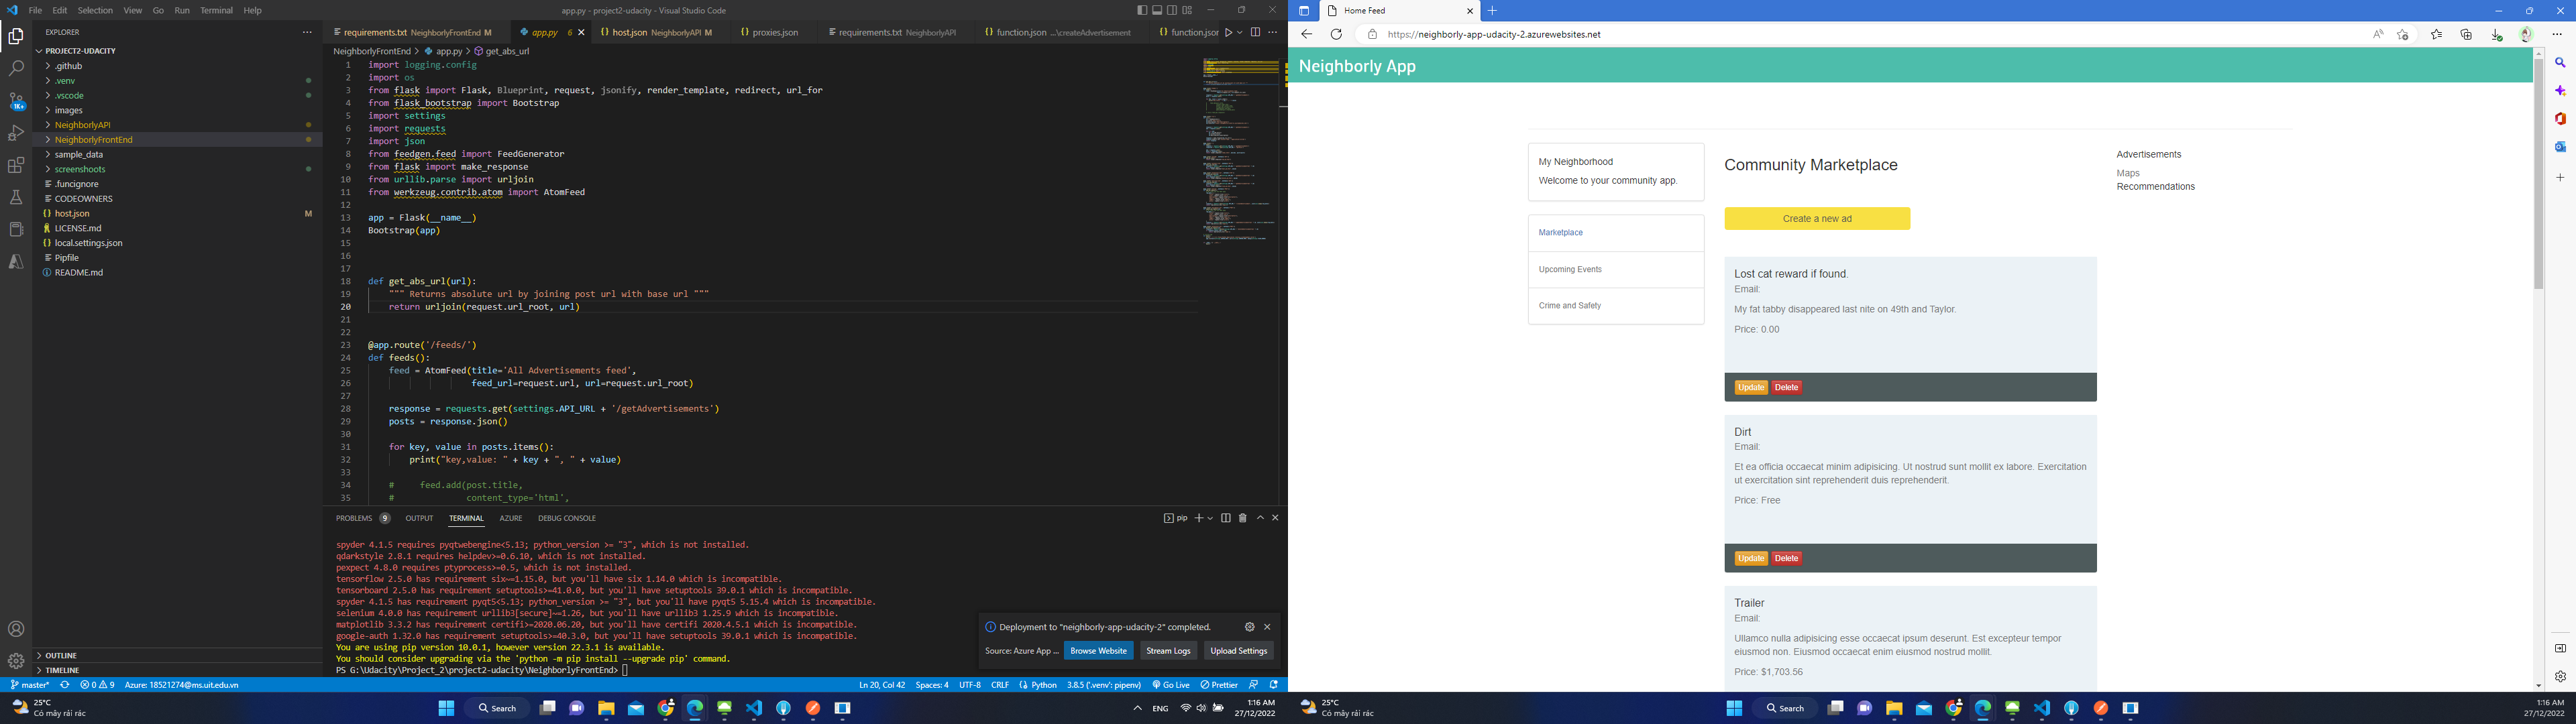 File Edit Selection View Go Run Terminal Help
app.py - project2-udacity - Visual Studio Code
EXPLORER
PROJECT2-UDACITY
.github
.venv
.vscode
images
NeighborlyAPI
NeighborlyFrontEnd
sample_data
screenshoots
.funcignore
CODEOWNERS
host.json M
LICENSE.md
local.settings.json
Pipfile
README.md
OUTLINE
TIMELINE
1K+
requirements.txt NeighborlyFrontEnd M
app.py 6
host.json NeighborlyAPI M
proxies.json
requirements.txt NeighborlyAPI
function.json ...\createAdvertisement
function.json
NeighborlyFrontEnd > app.py > get_abs_url
1 import logging.config
2 import os
3 from flask import Flask, Blueprint, request, jsonify, render_template, redirect, url_for
4 from flask_bootstrap import Bootstrap
5 import settings
6 import requests
7 import json
8 from feedgen.feed import FeedGenerator
9 from flask import make_response
10 from urllib.parse import urljoin
11 from werkzeug.contrib.atom import AtomFeed
12
13 app = Flask(__name__)
14 Bootstrap(app)
15
16
17
18 def get_abs_url(url):
19 """ Returns absolute url by joining post url with base url """
20 return urljoin(request.url_root, url)
21
22
23 @app.route('/feeds/')
24 def feeds():
25 feed = AtomFeed(title='All Advertisements feed',
26 feed_url=request.url, url=request.url_root)
27
28 response = requests.get(settings.API_URL + '/getAdvertisements')
29 posts = response.json()
30
31 for key, value in posts.items():
32 print("key,value: " + key + ", " + value)
33
34 # feed.add(post.title,
35 # content_type='html',
PROBLEMS 9 OUTPUT TERMINAL AZURE DEBUG CONSOLE
pip
spyder 4.1.5 requires pyqtwebengine<5.13; python_version >= "3", which is not installed.
qdarkstyle 2.8.1 requires helpdev>=0.6.10, which is not installed.
pexpect 4.8.0 requires ptyprocess>=0.5, which is not installed.
tensorflow 2.5.0 has requirement six~=1.15.0, but you'll have six 1.14.0 which is incompatible.
tensorboard 2.5.0 has requirement setuptools>=41.0.0, but you'll have setuptools 39.0.1 which is incompatible.
spyder 4.1.5 has requirement pyqt5<5.13; python_version >= "3", but you'll have pyqt5 5.15.4 which is incompatible.
selenium 4.0.0 has requirement urllib3[secure]~=1.26, but you'll have urllib3 1.25.9 which is incompatible.
matplotlib 3.3.2 has requirement certifi>=2020.06.20, but you'll have certifi 2020.4.5.1 which is incompatible.
google-auth 1.32.0 has requirement setuptools>=40.3.0, but you'll have setuptools 39.0.1 which is incompatible.
You are using pip version 10.0.1, however version 22.3.1 is available.
You should consider upgrading via the 'python -m pip install --upgrade pip' command.
PS G:\Udacity\Project_2\project2-udacity\NeighborlyFrontEnd>
Deployment to "neighborly-app-udacity-2" completed.
Source: Azure App ... Browse Website Stream Logs Upload Settings
master* 0 9 Azure: 18521274@ms.uit.edu.vn
Ln 20, Col 42 Spaces: 4 UTF-8 CRLF Python 3.8.5 ('.venv': pipenv) Go Live Prettier
25°C
Có mây rải rác
Search
ENG
1:16 AM
27/12/2022
Home Feed
https://neighborly-app-udacity-2.azurewebsites.net
Neighborly App
My Neighborhood
Welcome to your community app.
Marketplace
Upcoming Events
Crime and Safety
Community Marketplace
Create a new ad
Lost cat reward if found.
Email:
My fat tabby disappeared last nite on 49th and Taylor.
Price: 0.00
Update Delete
Dirt
Email:
Et ea officia occaecat minim adipisicing. Ut nostrud sunt mollit ex labore. Exercitation
ut exercitation sint reprehenderit duis reprehenderit.
Price: Free
Update Delete
Trailer
Email:
Ullamco nulla adipisicing esse occaecat ipsum deserunt. Est excepteur tempor
eiusmod non. Eiusmod occaecat enim eiusmod nostrud mollit.
Price: $1,703.56
Advertisements
Maps
Recommendations
25°C
Có mây rải rác
Search
1:16 AM
27/12/2022